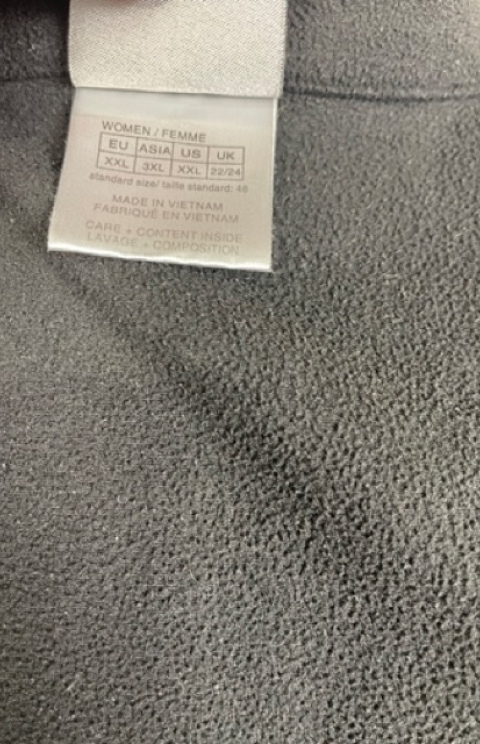 WOMEN / FEMME
EU ASIA US UK
XXL 3XL XXL 22/24
standard size/ taille standard: 46
MADE IN VIETNAM
FABRIQUÉ EN VIETNAM
CARE + CONTENT INSIDE
LAVAGE + COMPOSITION